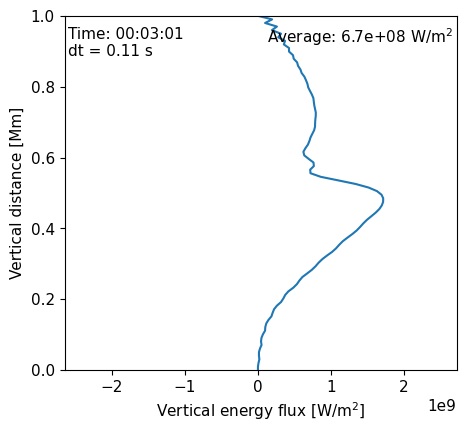 Time: 00:03:01
dt = 0.11 s
Average: 6.7e+08 W/m²
Vertical distance [Mm]
1.0
0.8
0.6
0.4
0.2
0.0
−2
−1
0
1
2
1e9
Vertical energy flux [W/m²]